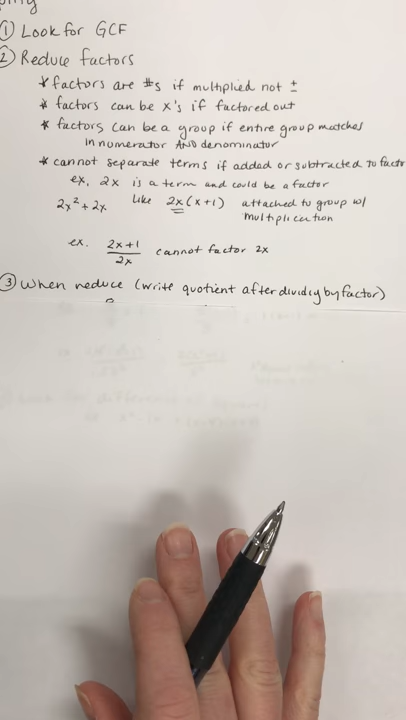 ① Look for GCF
② Reduce factors
* factors are #s if multiplied not ±
* factors can be x's if factored out
* factors can be a group if entire group matches
in numerator AND denominator
* cannot separate terms if added or subtracted to factor
ex. 2x is a term and could be a factor
2x² + 2x like 2x(x+1) attached to group w/
multiplication
ex. 2x+1 / 2x cannot factor 2x
③ When reduce (write quotient after dividing by factor)